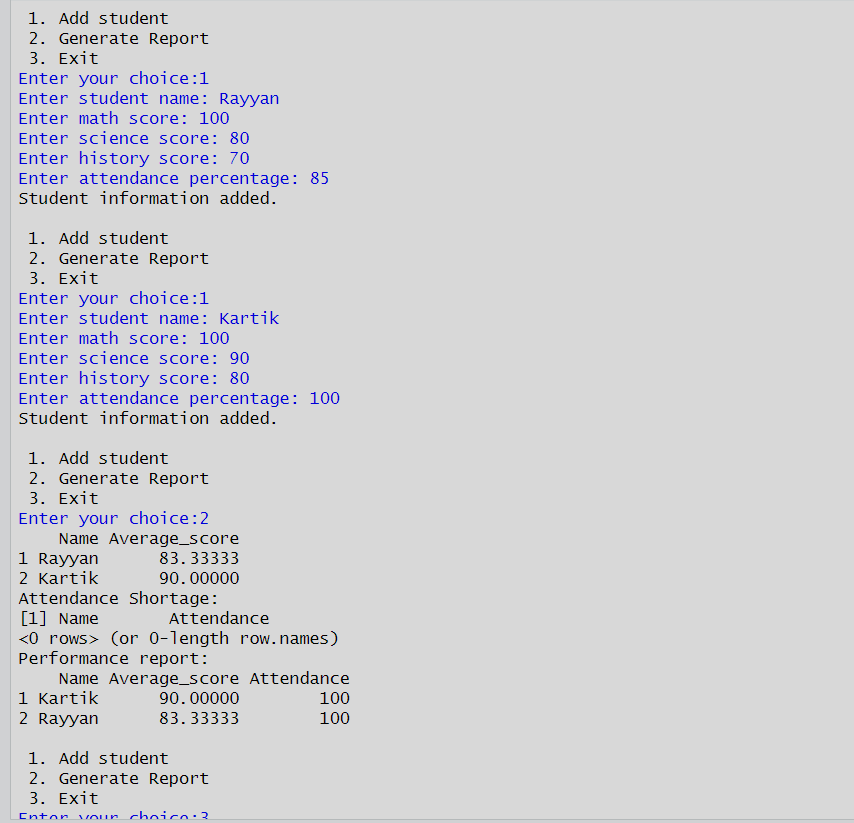 1. Add student
2. Generate Report
3. Exit
Enter your choice:1
Enter student name: Rayyan
Enter math score: 100
Enter science score: 80
Enter history score: 70
Enter attendance percentage: 85
Student information added.
1. Add student
2. Generate Report
3. Exit
Enter your choice:1
Enter student name: Kartik
Enter math score: 100
Enter science score: 90
Enter history score: 80
Enter attendance percentage: 100
Student information added.
1. Add student
2. Generate Report
3. Exit
Enter your choice:2
Name Average_score
1 Rayyan 83.33333
2 Kartik 90.00000
Attendance Shortage:
[1] Name Attendance
<0 rows> (or 0-length row.names)
Performance report:
Name Average_score Attendance
1 Kartik 90.00000 100
2 Rayyan 83.33333 100
1. Add student
2. Generate Report
3. Exit
Enter your choice:3